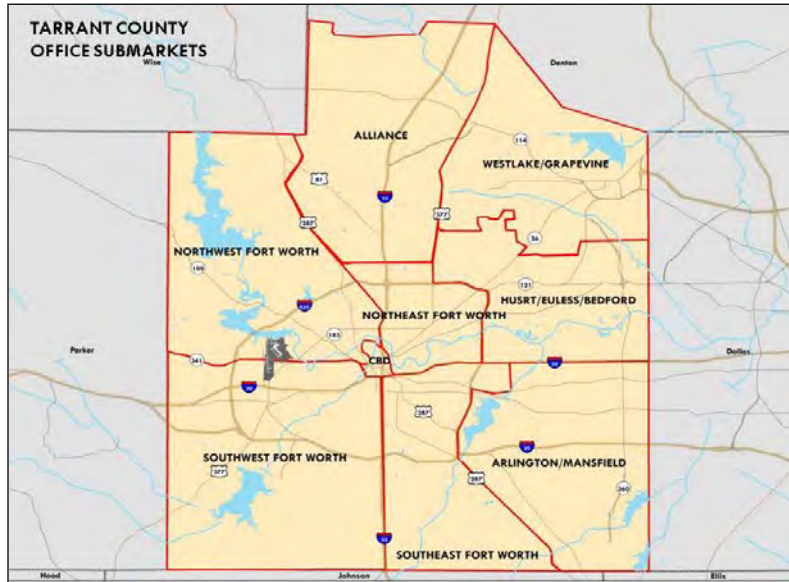 TARRANT COUNTY
OFFICE SUBMARKETS
Wise
Denton
ALLIANCE
114
WESTLAKE/GRAPEVINE
81
377
287
26
NORTHWEST FORT WORTH
199
121
HUSRT/EULESS/BEDFORD
820
NORTHEAST FORT WORTH
183
Parker
341
CBD
30
Dallas
30
287
SOUTHWEST FORT WORTH
377
20
ARLINGTON/MANSFIELD
287
360
35
SOUTHEAST FORT WORTH
Hood
Johnson
Ellis